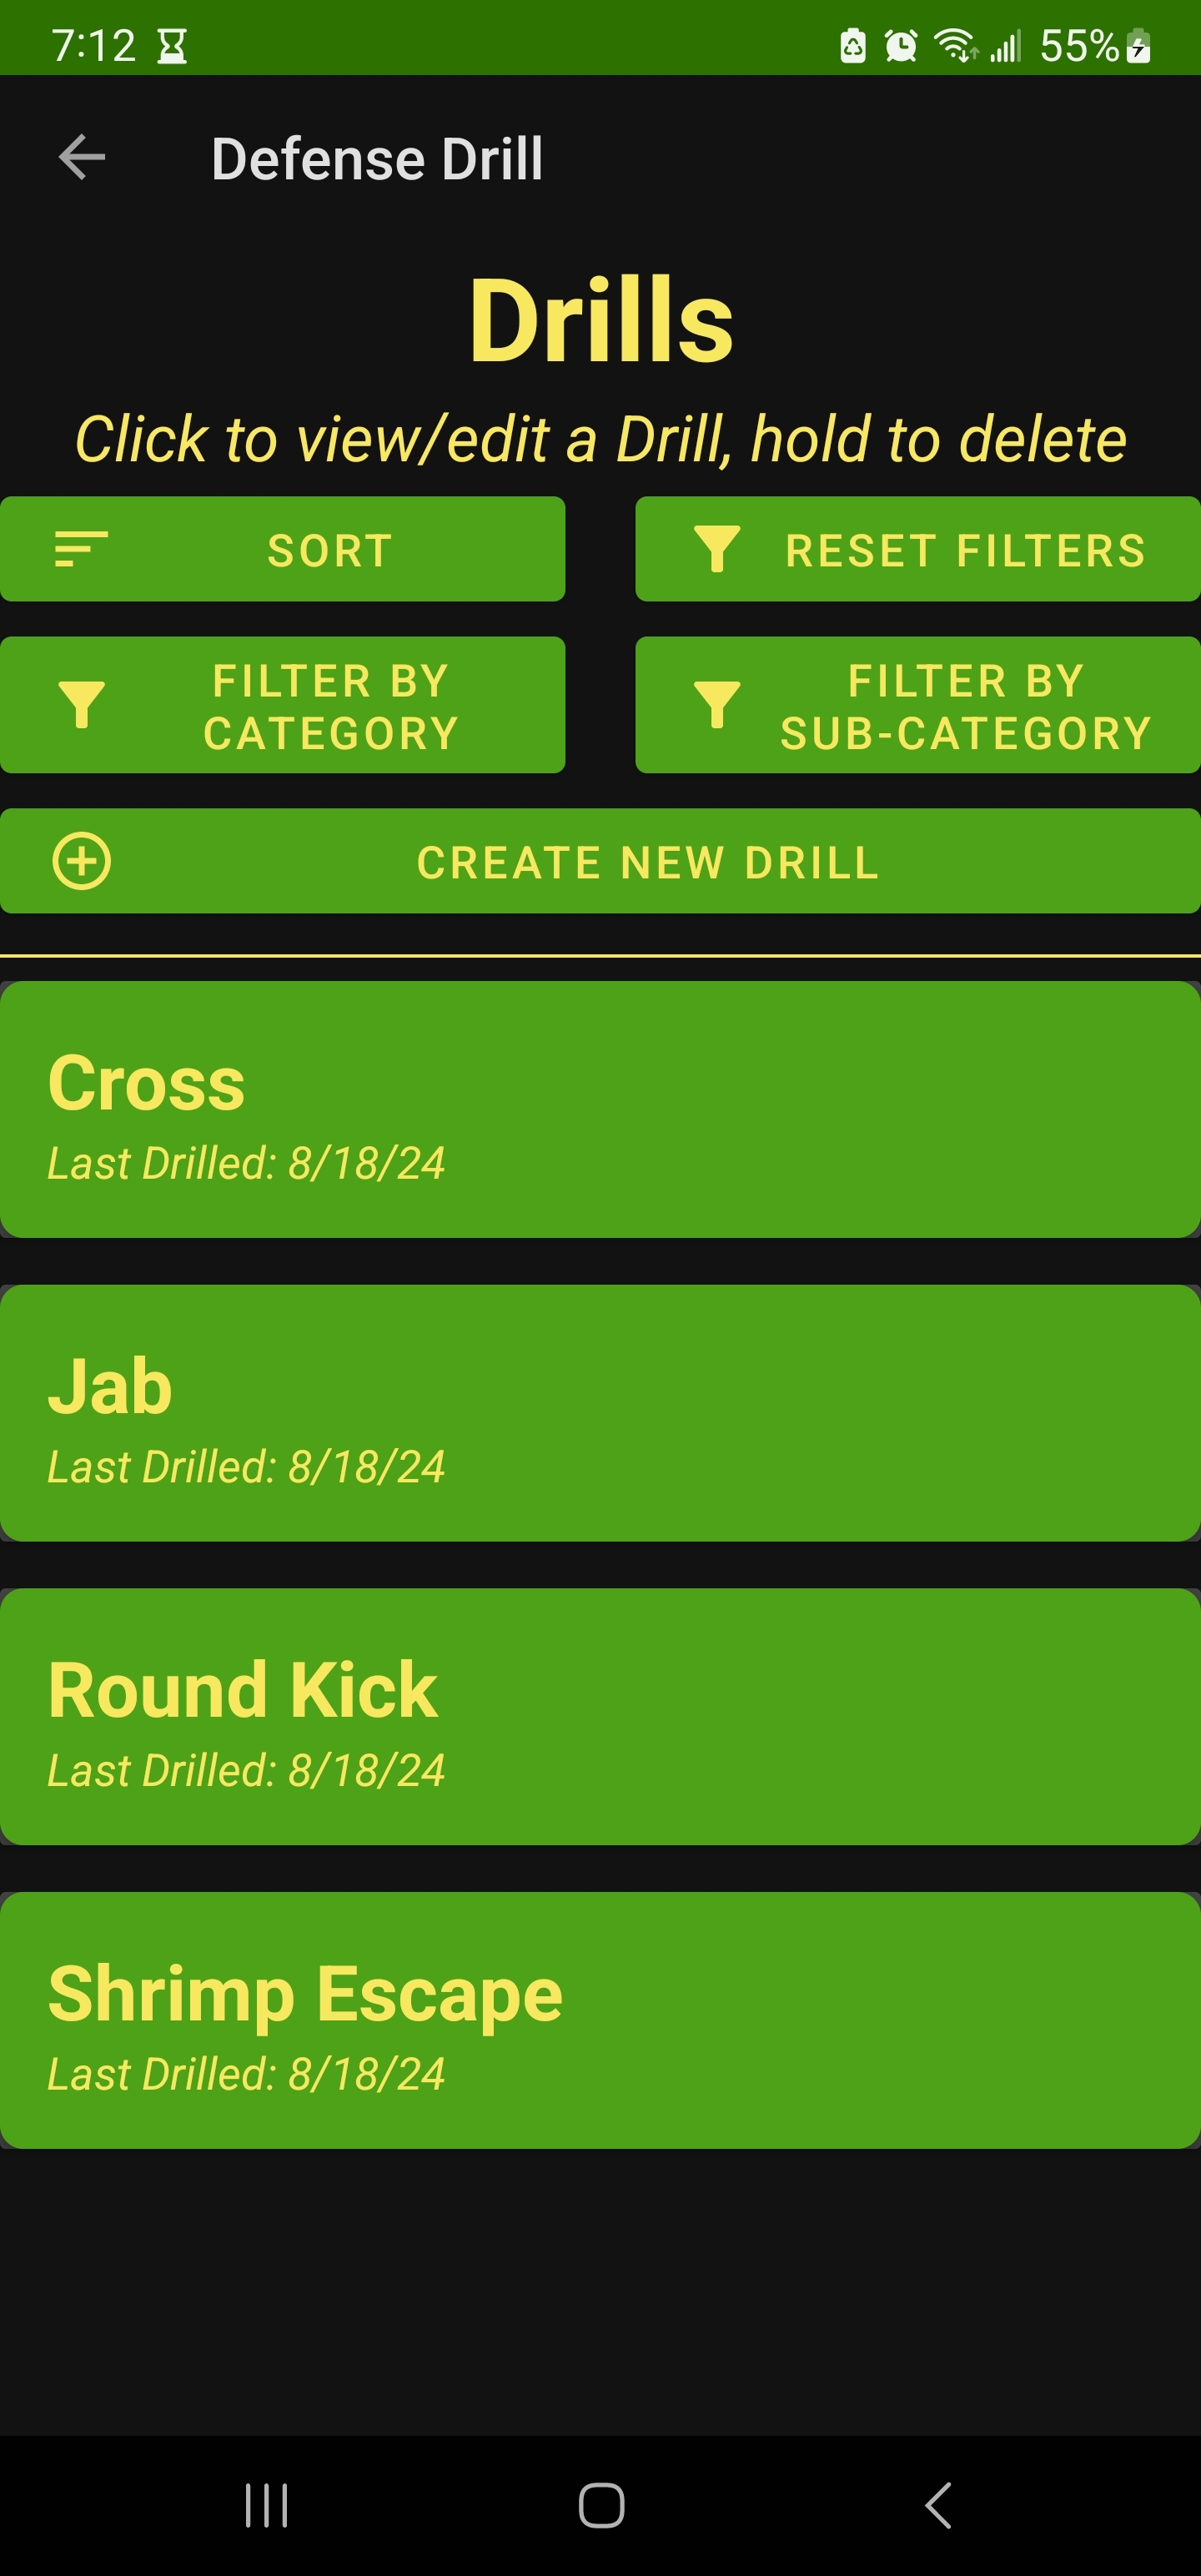 7:12
55%
Defense Drill
Drills
Click to view/edit a Drill, hold to delete
SORT
RESET FILTERS
FILTER BY
CATEGORY
FILTER BY
SUB-CATEGORY
CREATE NEW DRILL
Cross
Last Drilled: 8/18/24
Jab
Last Drilled: 8/18/24
Round Kick
Last Drilled: 8/18/24
Shrimp Escape
Last Drilled: 8/18/24